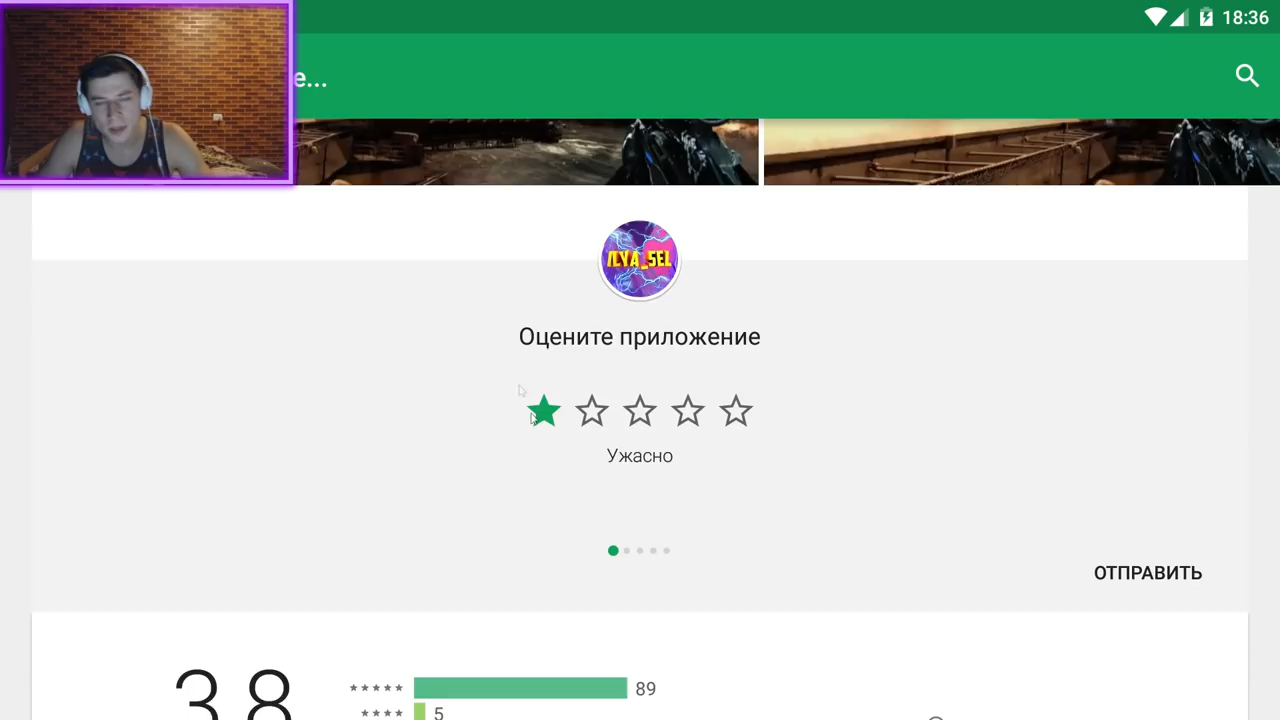 18:36
е...
ILYA_SEL
Оцените приложение
Ужасно
ОТПРАВИТЬ
3,8
89
5